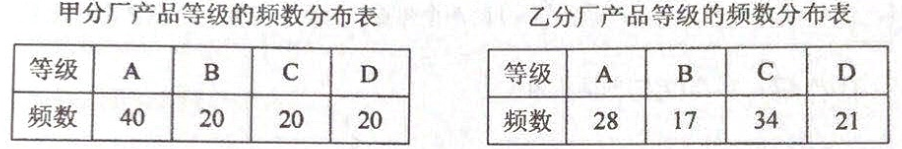 甲分厂产品等级的频数分布表 乙分厂产品等级的频数分布表
等级 A B C D 等级 A B C D
频数 40 20 20 20 频数 28 17 34 21